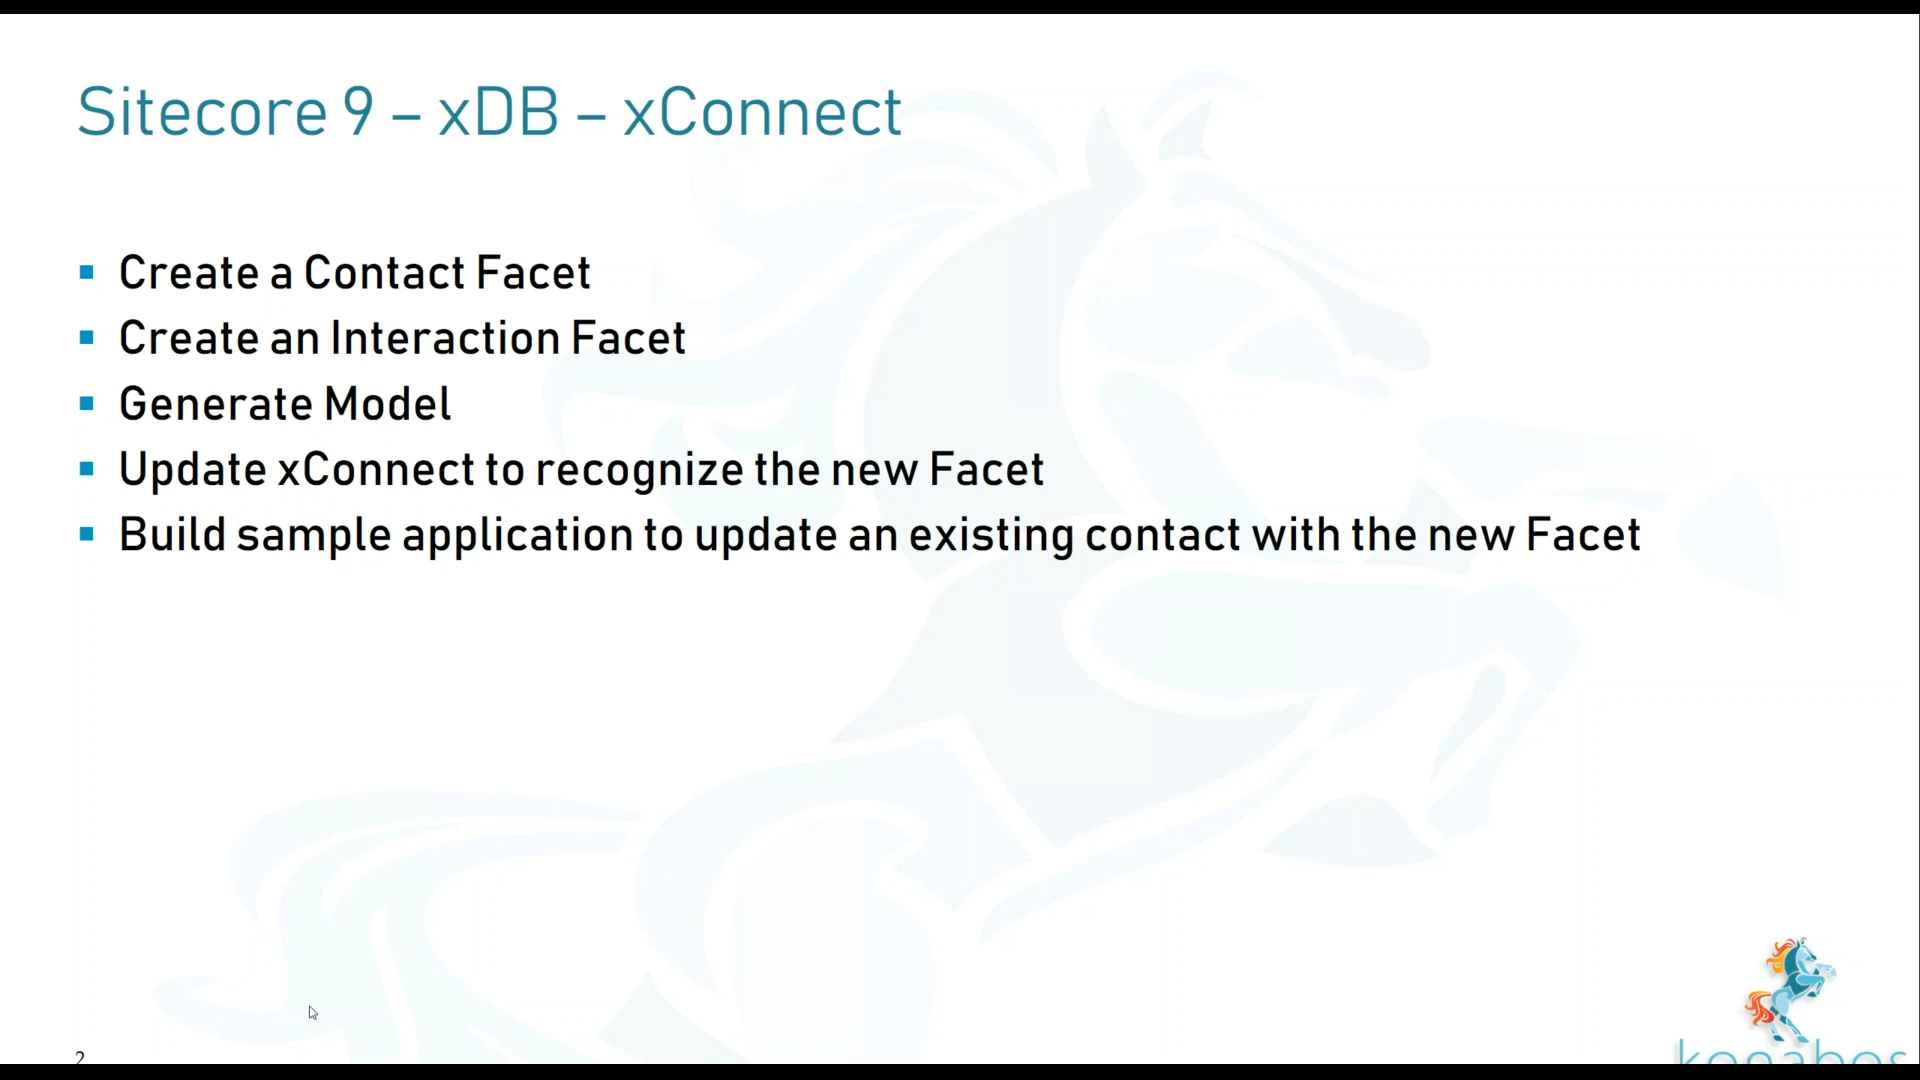 Sitecore 9 – xDB – xConnect
▪ Create a Contact Facet
▪ Create an Interaction Facet
▪ Generate Model
▪ Update xConnect to recognize the new Facet
▪ Build sample application to update an existing contact with the new Facet
2
konabos